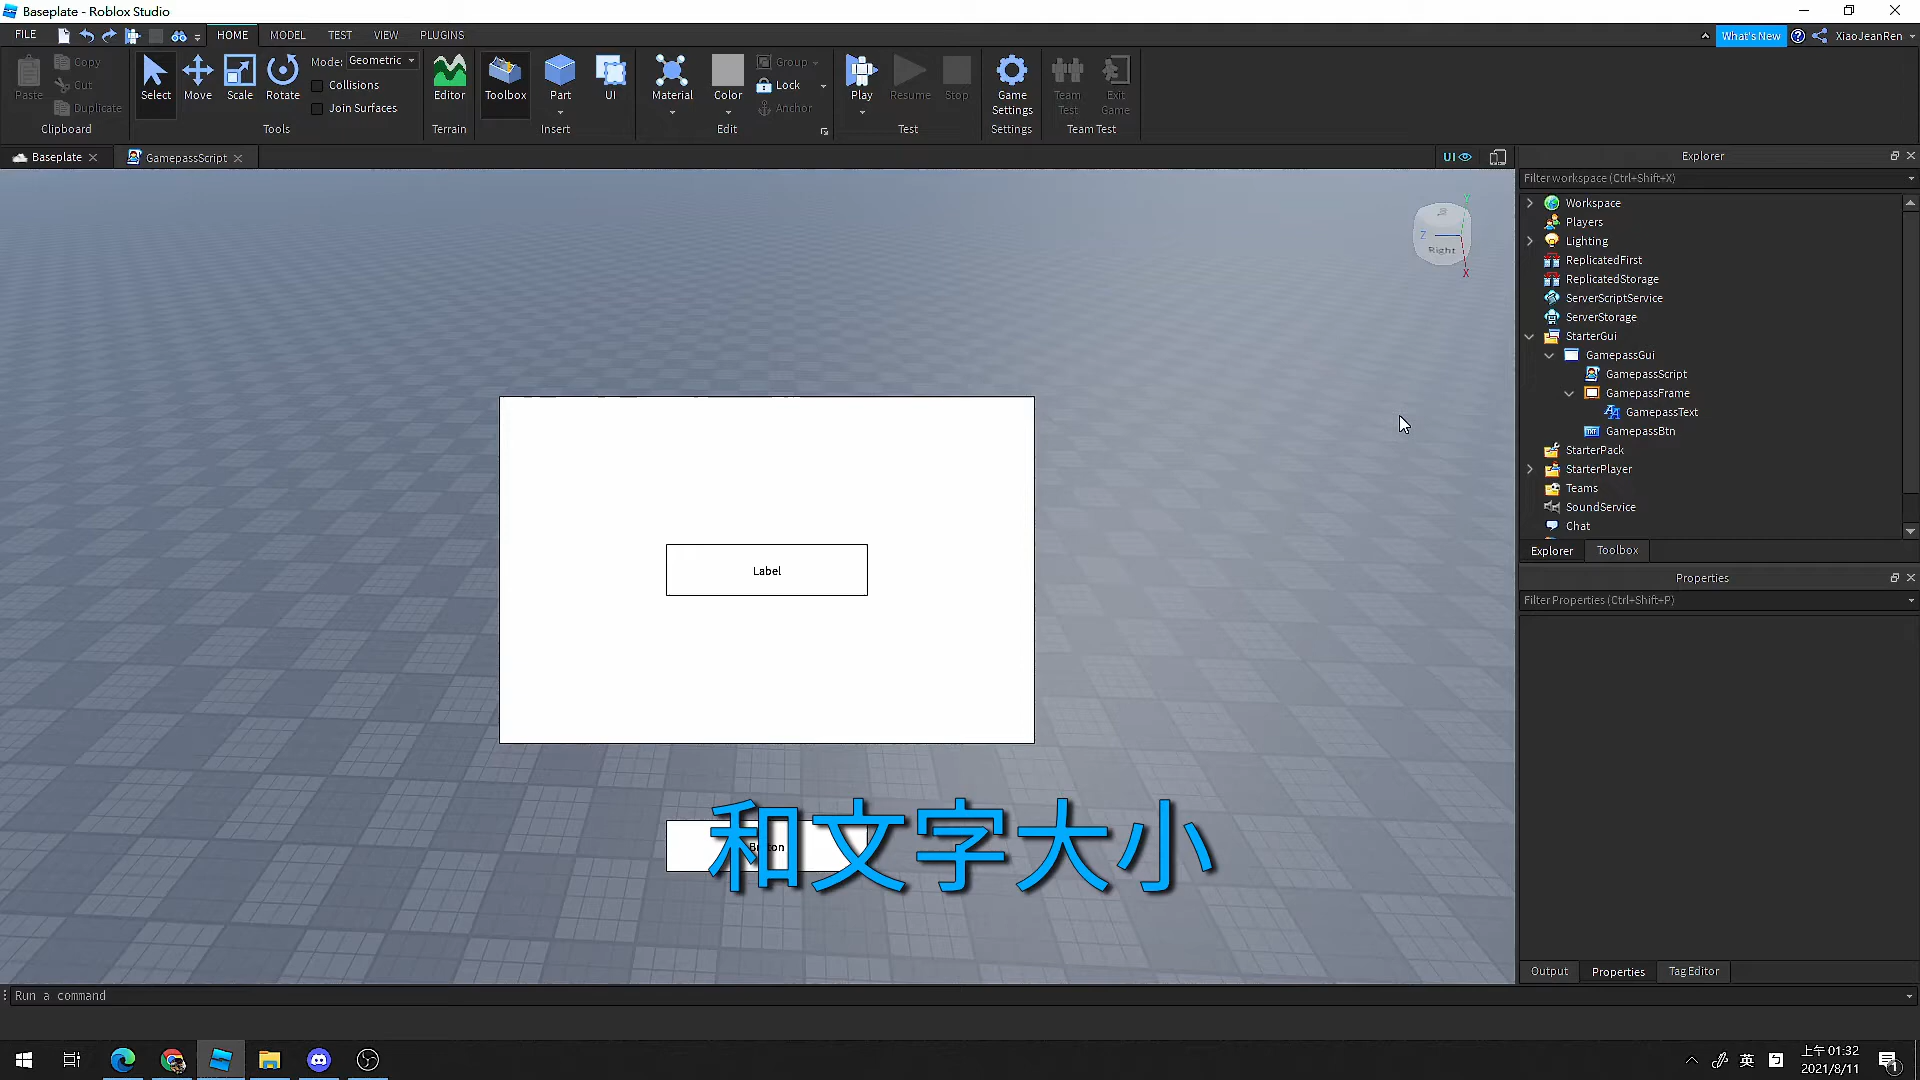 Baseplate - Roblox Studio
FILE HOME MODEL TEST VIEW PLUGINS What's New XiaoJeanRen
Paste Copy Cut Duplicate
Select Move Scale Rotate
Mode: Geometric
Collisions
Join Surfaces
Editor Toolbox Part UI
Material Color Group Lock Anchor
Play Resume Stop
Game Settings
Team Test
Exit Game
Clipboard Tools Terrain Insert Edit Test Settings Team Test
Baseplate GamepassScript UI
Right
Z
Y
X
Label
和文字大小
Explorer
Filter workspace (Ctrl+Shift+X)
Workspace
Players
Lighting
ReplicatedFirst
ReplicatedStorage
ServerScriptService
ServerStorage
StarterGui
GamepassGui
GamepassScript
GamepassFrame
GamepassText
GamepassBtn
StarterPack
StarterPlayer
Teams
SoundService
Chat
Explorer Toolbox
Properties
Filter Properties (Ctrl+Shift+P)
Output Properties Tag Editor
Run a command
英
上午 01:32
2021/8/11
1